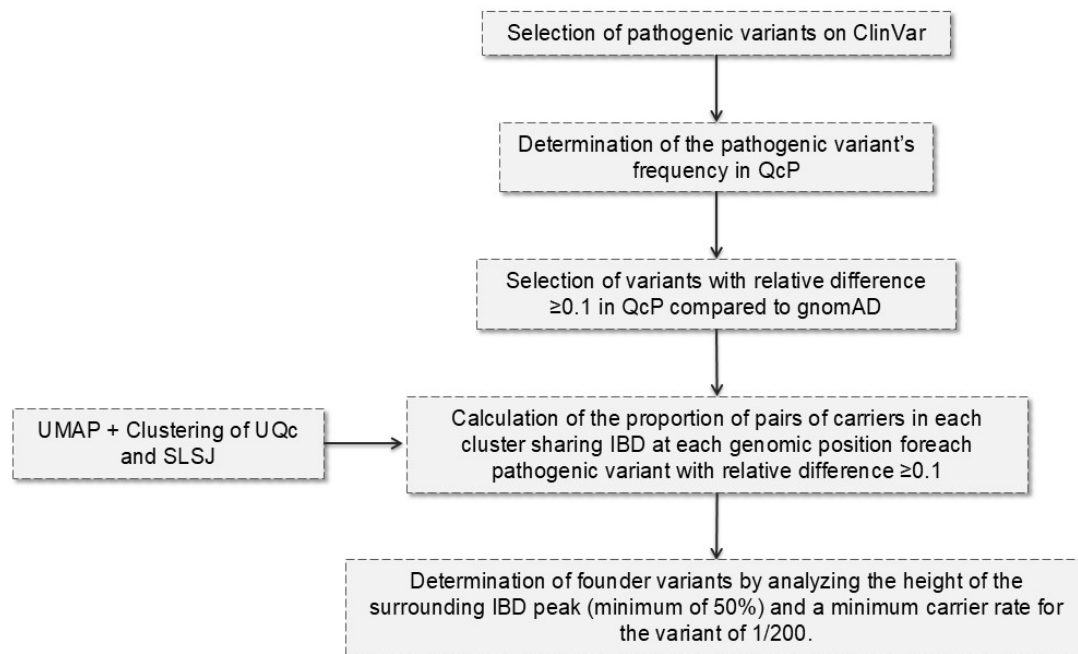 Selection of pathogenic variants on ClinVar
Determination of the pathogenic variant's
frequency in QcP
Selection of variants with relative difference
≥0.1 in QcP compared to gnomAD
UMAP + Clustering of UQc
and SLSJ
Calculation of the proportion of pairs of carriers in each
cluster sharing IBD at each genomic position foreach
pathogenic variant with relative difference ≥0.1
Determination of founder variants by analyzing the height of the
surrounding IBD peak (minimum of 50%) and a minimum carrier rate for
the variant of 1/200.